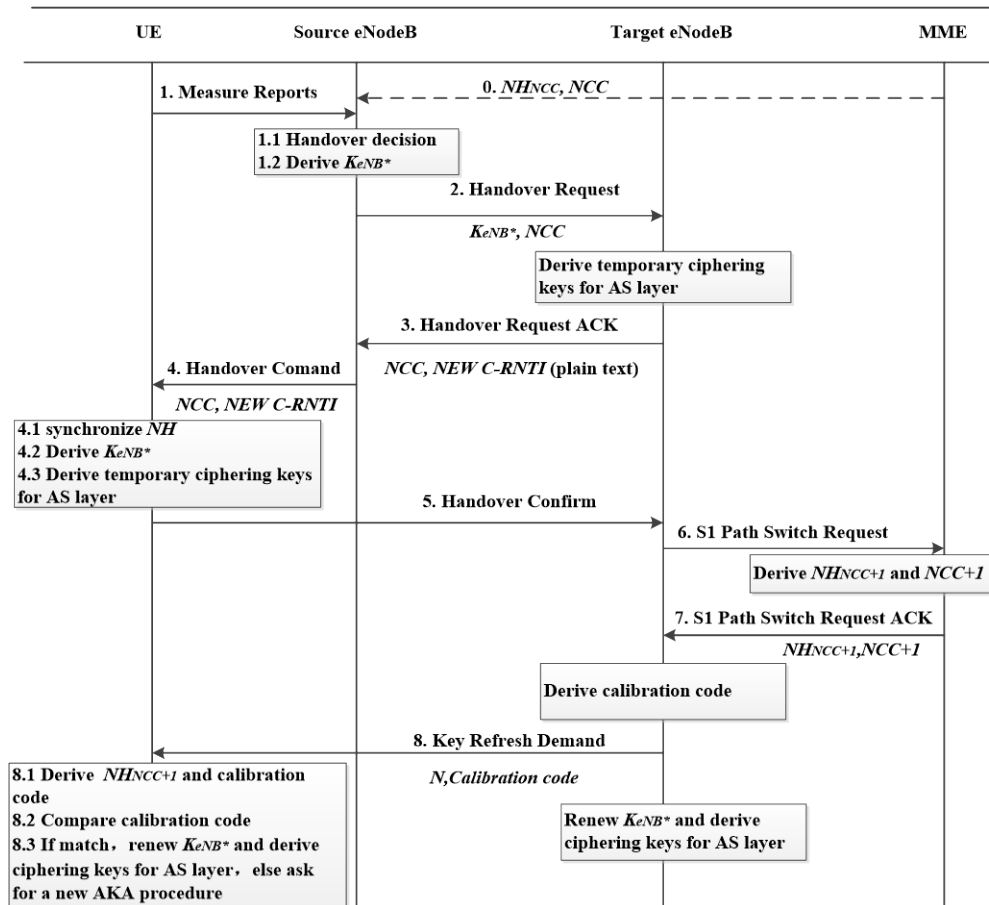 UE Source eNodeB Target eNodeB MME
0. NHNCC, NCC
1. Measure Reports
1.1 Handover decision
1.2 Derive KeNB*
2. Handover Request
KeNB*, NCC
Derive temporary ciphering
keys for AS layer
3. Handover Request ACK
NCC, NEW C-RNTI (plain text)
4. Handover Comand
NCC, NEW C-RNTI
4.1 synchronize NH
4.2 Derive KeNB*
4.3 Derive temporary ciphering keys
for AS layer
5. Handover Confirm
6. S1 Path Switch Request
Derive NHNCC+1 and NCC+1
7. S1 Path Switch Request ACK
NHNCC+1,NCC+1
Derive calibration code
8. Key Refresh Demand
N,Calibration code
8.1 Derive NHNCC+1 and calibration
code
8.2 Compare calibration code
8.3 If match，renew KeNB* and derive
ciphering keys for AS layer，else ask
for a new AKA procedure
Renew KeNB* and derive
ciphering keys for AS layer